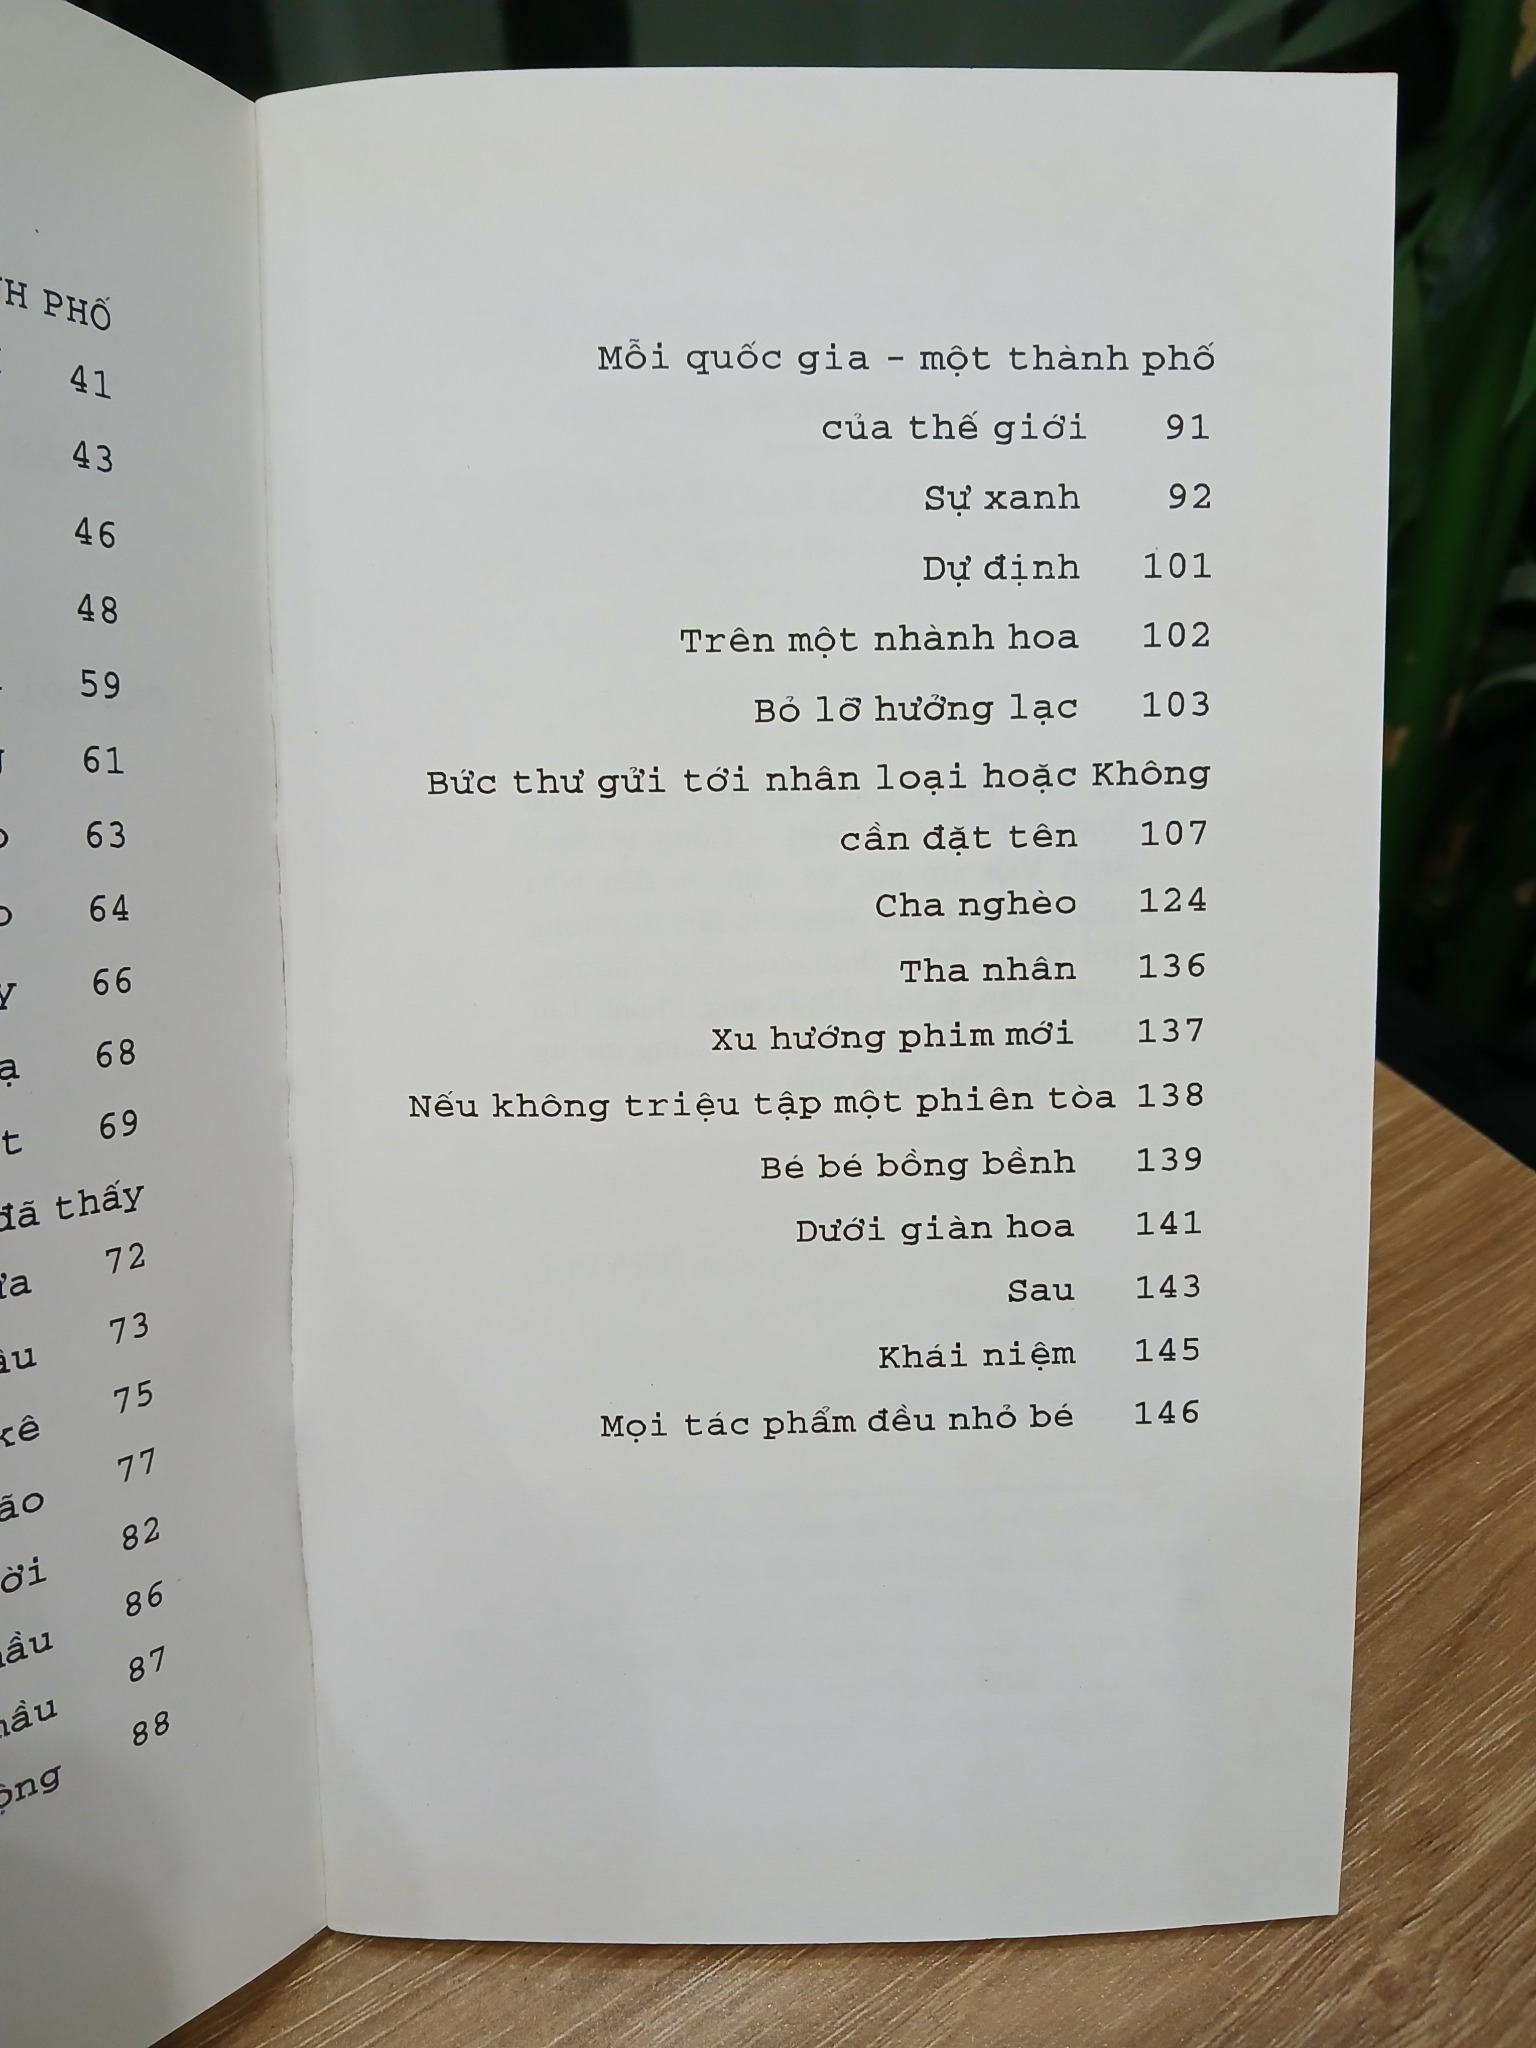 PHỐ
41
43
46
48
59
61
63
64
66
68
69
đã thấy
72
73
75
77
82
86
87
88
Mỗi quốc gia - một thành phố
của thế giới 91
Sự xanh 92
Dự định 101
Trên một nhành hoa 102
Bỏ lỡ hưởng lạc 103
Bức thư gửi tới nhân loại hoặc Không
cần đặt tên 107
Cha nghèo 124
Tha nhân 136
Xu hướng phim mới 137
Nếu không triệu tập một phiên tòa 138
Bé bé bồng bềnh 139
Dưới giàn hoa 141
Sau 143
Khái niệm 145
Mọi tác phẩm đều nhỏ bé 146